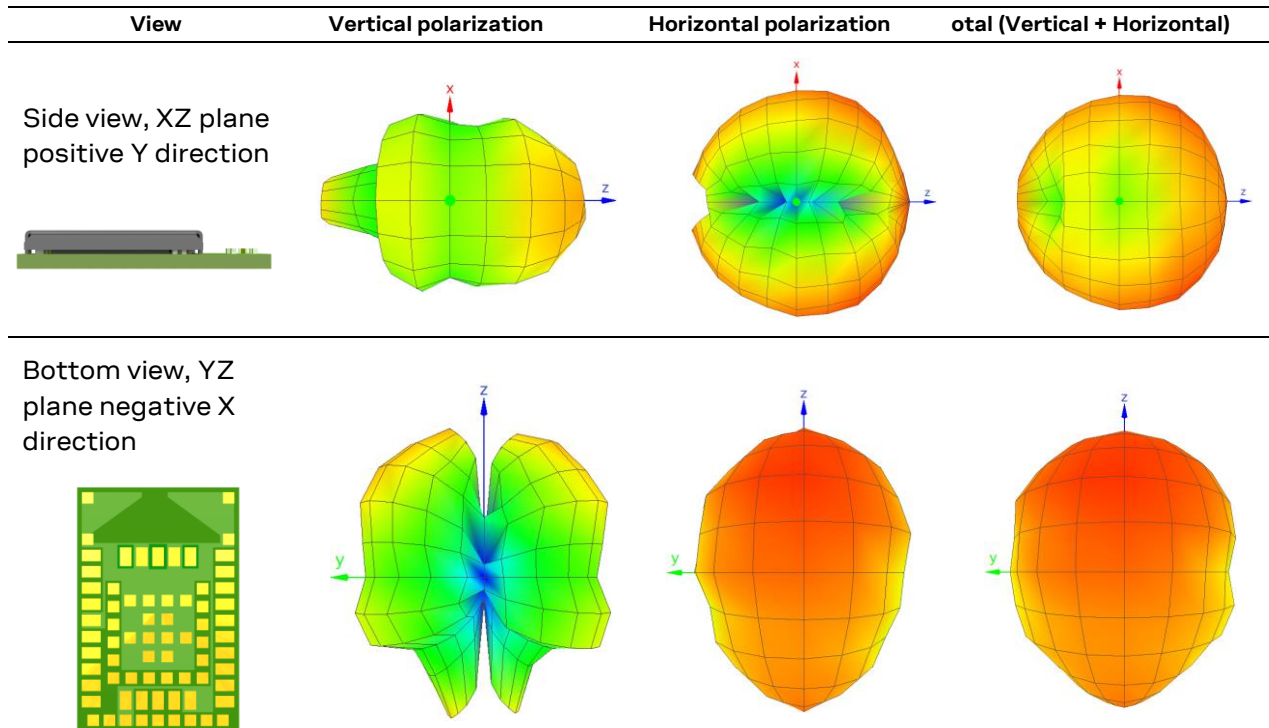 View Vertical polarization Horizontal polarization otal (Vertical + Horizontal)
Side view, XZ plane
positive Y direction
x
z
x
z
x
z
Bottom view, YZ
plane negative X
direction
z
y
z
y
z
y